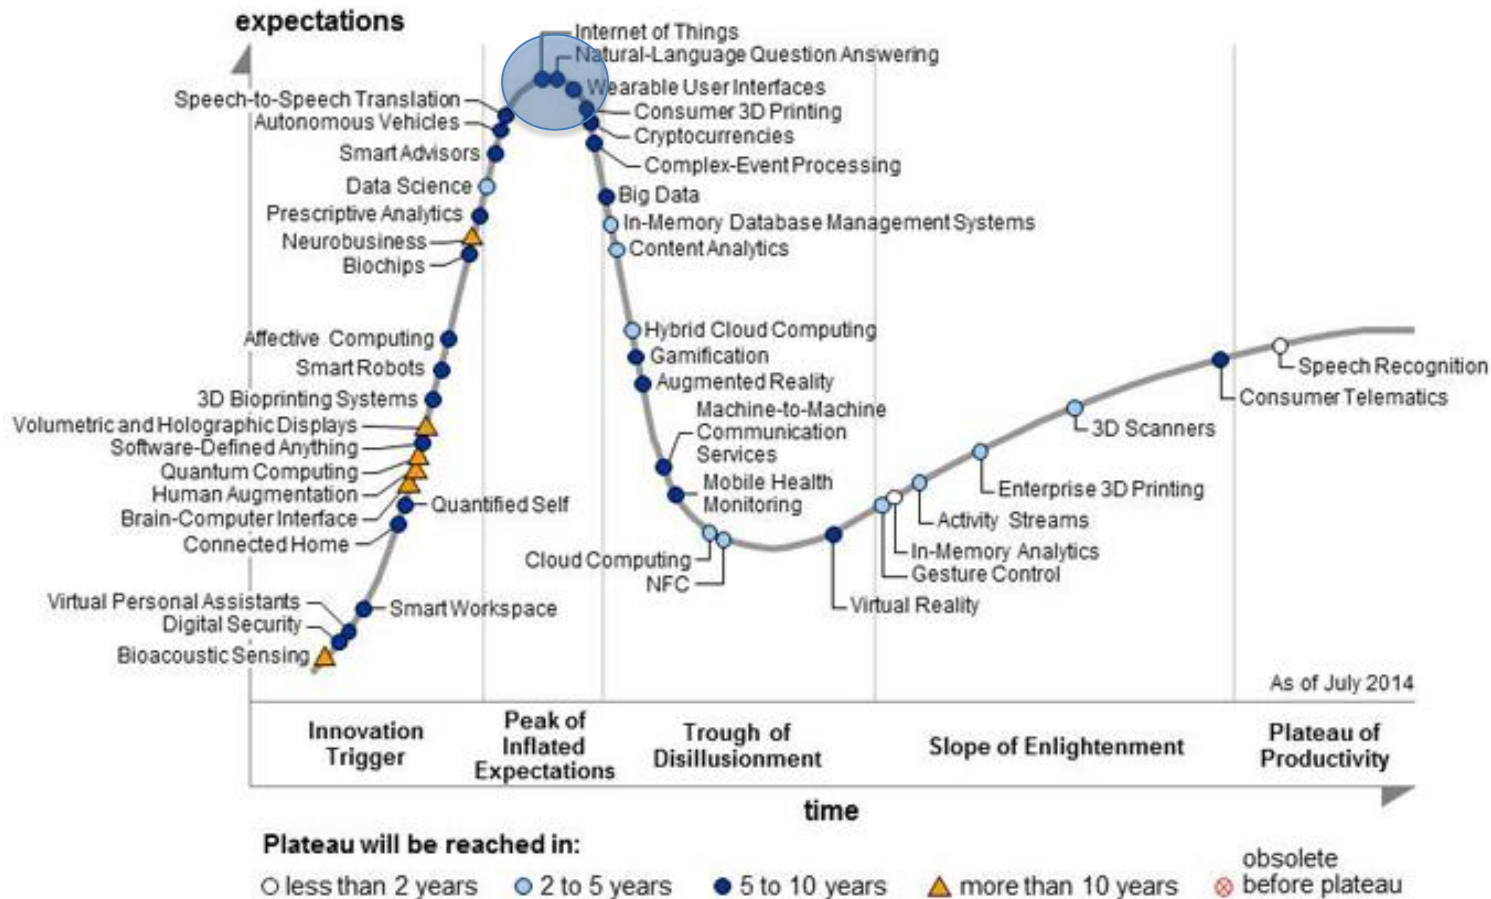 expectations
Internet of Things
Natural-Language Question Answering
Wearable User Interfaces
Speech-to-Speech Translation
Consumer 3D Printing
Autonomous Vehicles
Cryptocurrencies
Smart Advisors
Complex-Event Processing
Data Science
Big Data
Prescriptive Analytics
In-Memory Database Management Systems
Neurobusiness
Content Analytics
Biochips
Hybrid Cloud Computing
Affective Computing
Gamification
Smart Robots
Augmented Reality
3D Bioprinting Systems
Machine-to-Machine
Communication
Services
Volumetric and Holographic Displays
Software-Defined Anything
Quantum Computing
Mobile Health
Monitoring
Human Augmentation
Quantified Self
Brain-Computer Interface
Connected Home
Cloud Computing
NFC
Virtual Personal Assistants
Smart Workspace
Digital Security
Bioacoustic Sensing
Speech Recognition
Consumer Telematics
3D Scanners
Enterprise 3D Printing
Activity Streams
In-Memory Analytics
Gesture Control
Virtual Reality
As of July 2014
Innovation
Trigger
Peak of
Inflated
Expectations
Trough of
Disillusionment
Slope of Enlightenment
Plateau of
Productivity
time
Plateau will be reached in:
less than 2 years
2 to 5 years
5 to 10 years
more than 10 years
obsolete
before plateau